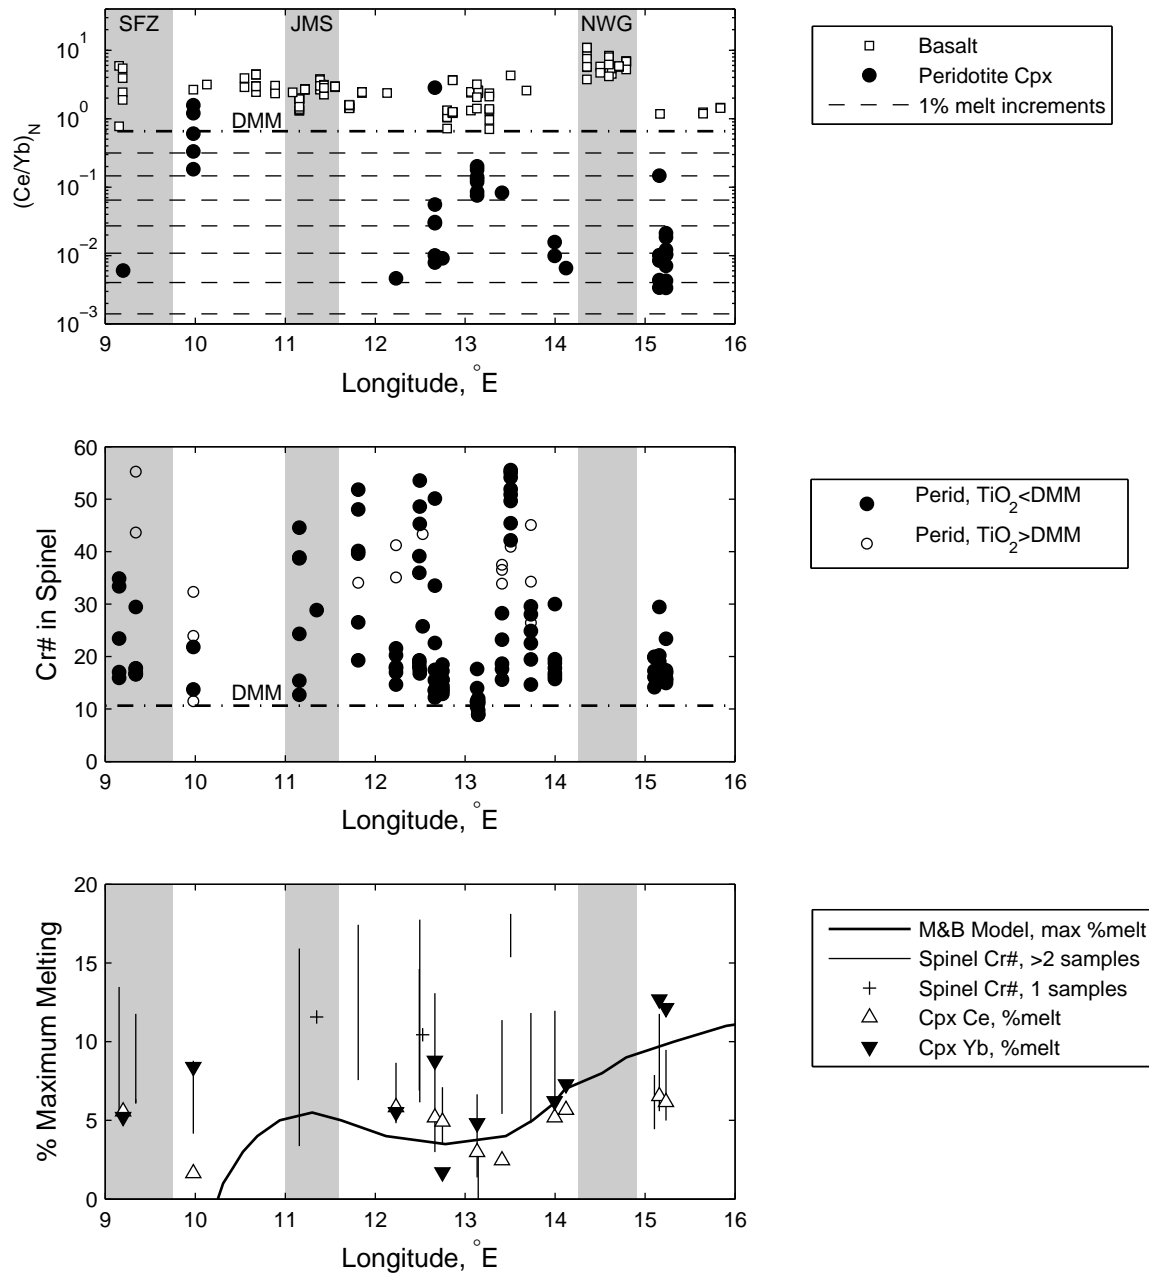 SFZ JMS NWG
DMM
10^1
10^0
10^−1
10^−2
10^−3
(Ce/Yb)_N
9 10 11 12 13 14 15 16
Longitude, °E
Basalt
Peridotite Cpx
1% melt increments
60
50
40
30
20
10
0
Cr# in Spinel
DMM
9 10 11 12 13 14 15 16
Longitude, °E
Perid, TiO_2<DMM
Perid, TiO_2>DMM
20
15
10
5
0
% Maximum Melting
9 10 11 12 13 14 15 16
Longitude, °E
M&B Model, max %melt
Spinel Cr#, >2 samples
Spinel Cr#, 1 samples
Cpx Ce, %melt
Cpx Yb, %melt